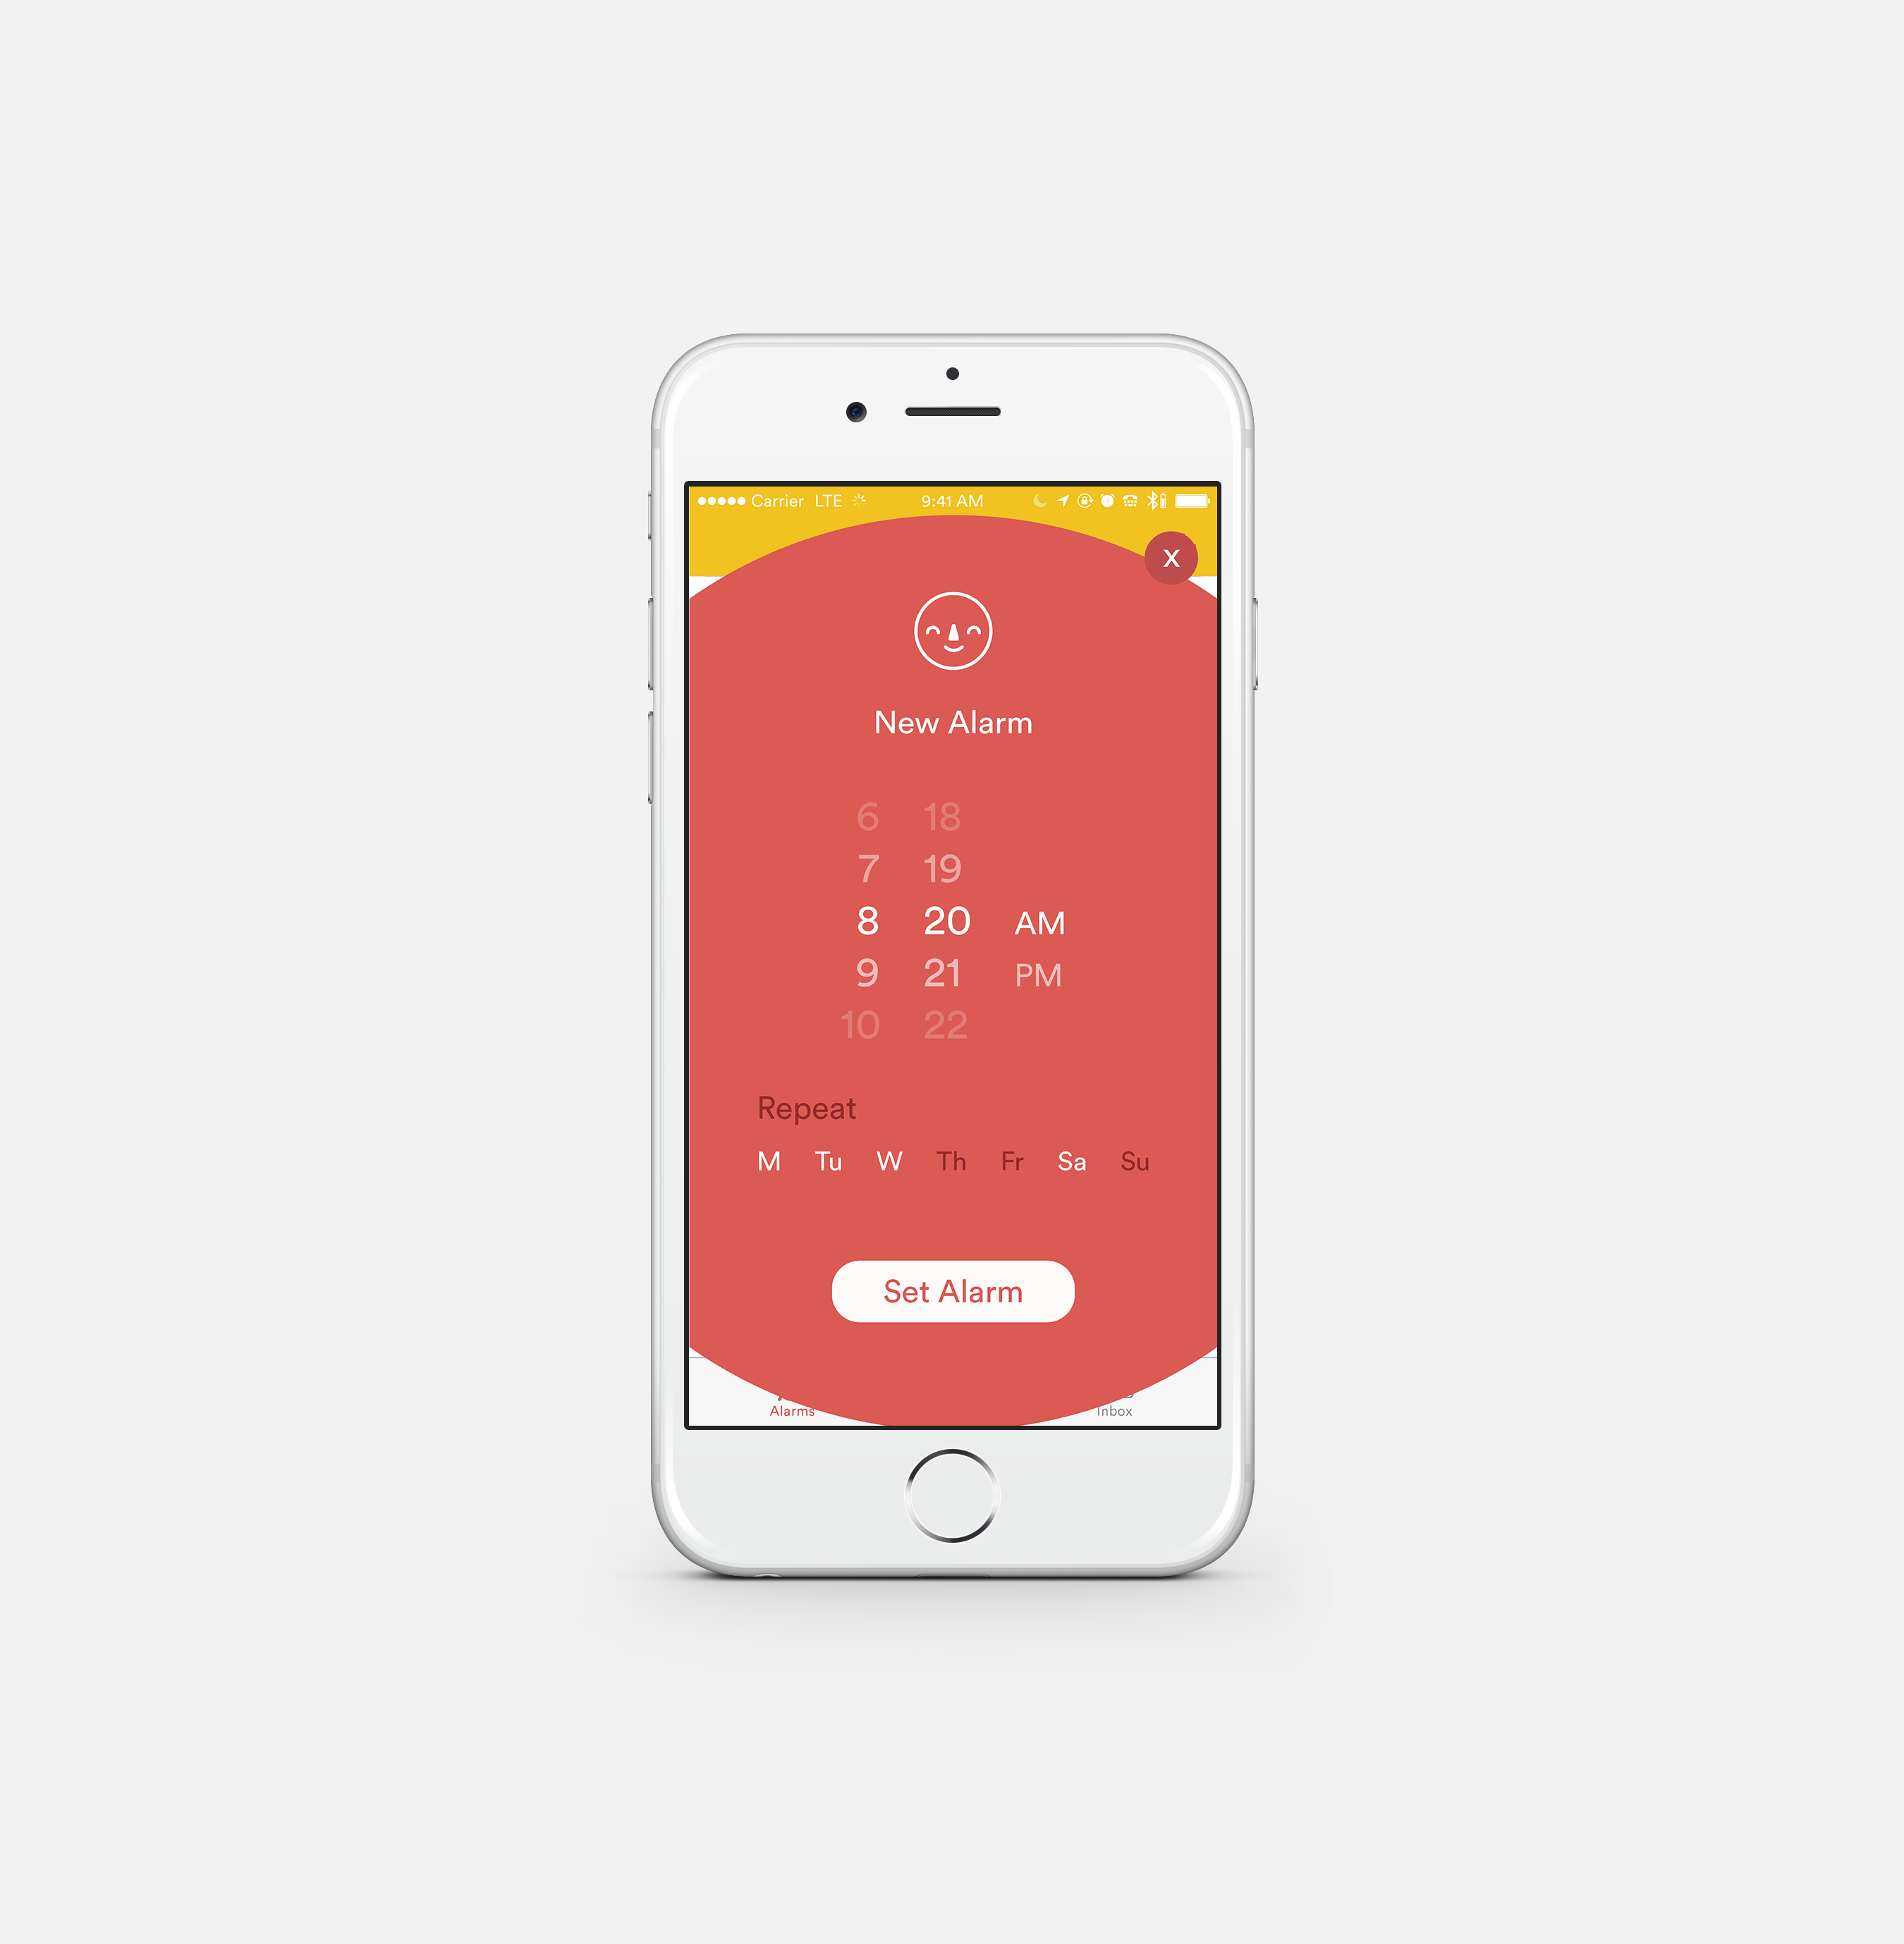 Carrier LTE 9:41 AM
X
New Alarm
6 18
7 19
8 20 AM
9 21 PM
10 22
Repeat
M Tu W Th Fr Sa Su
Set Alarm
Alarms Inbox